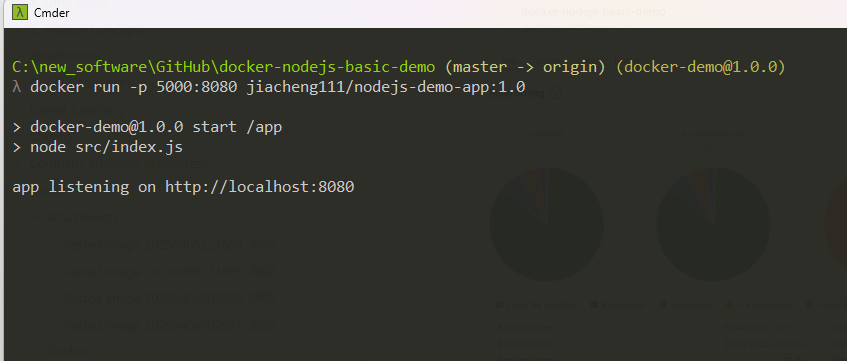 Cmder
C:\new_software\GitHub\docker-nodejs-basic-demo (master -> origin) (docker-demo@1.0.0)
λ docker run -p 5000:8080 jiacheng111/nodejs-demo-app:1.0
> docker-demo@1.0.0 start /app
> node src/index.js
app listening on http://localhost:8080